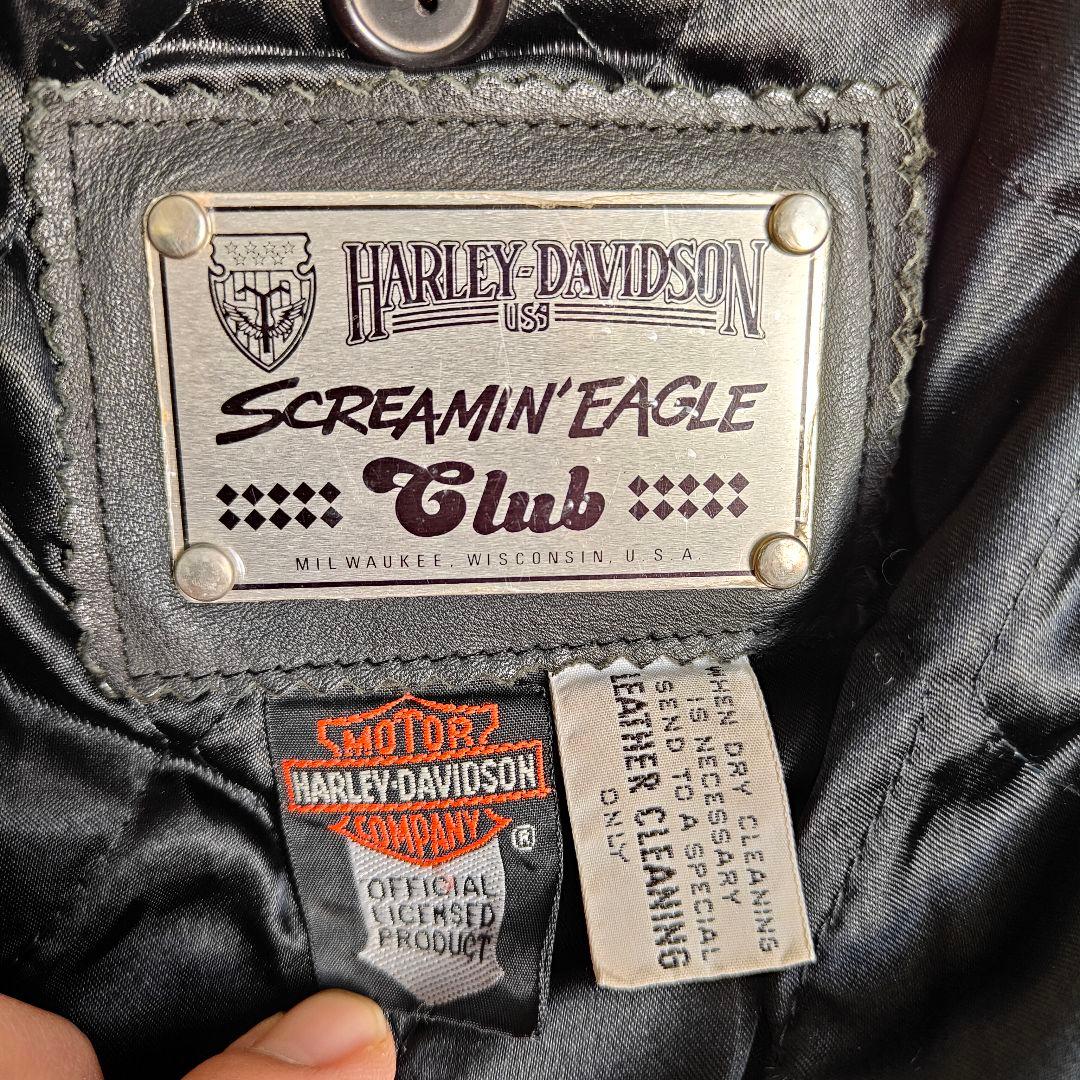 HARLEY-DAVIDSON
USA
SCREAMIN' EAGLE
Club
MILWAUKEE, WISCONSIN, U.S.A.
MOTOR
HARLEY-DAVIDSON
COMPANY
®
OFFICIAL
LICENSED
PRODUCT
WHEN DRY CLEANING
IS NECESSARY
SEND TO A SPECIAL
LEATHER CLEANING
ONLY